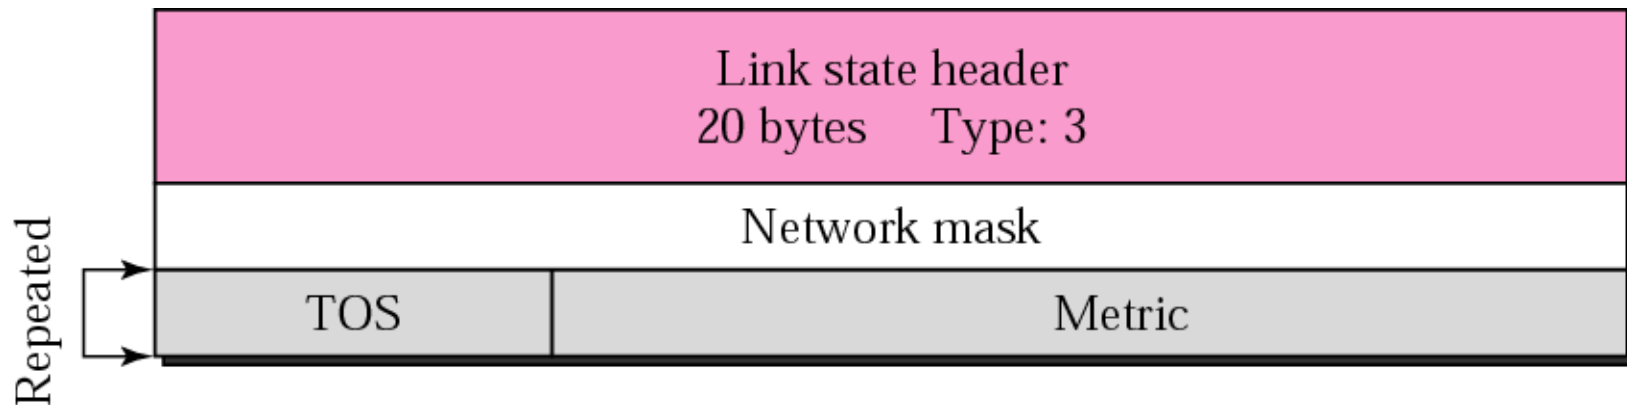 Link state header
20 bytes Type: 3
Network mask
Repeated
TOS Metric